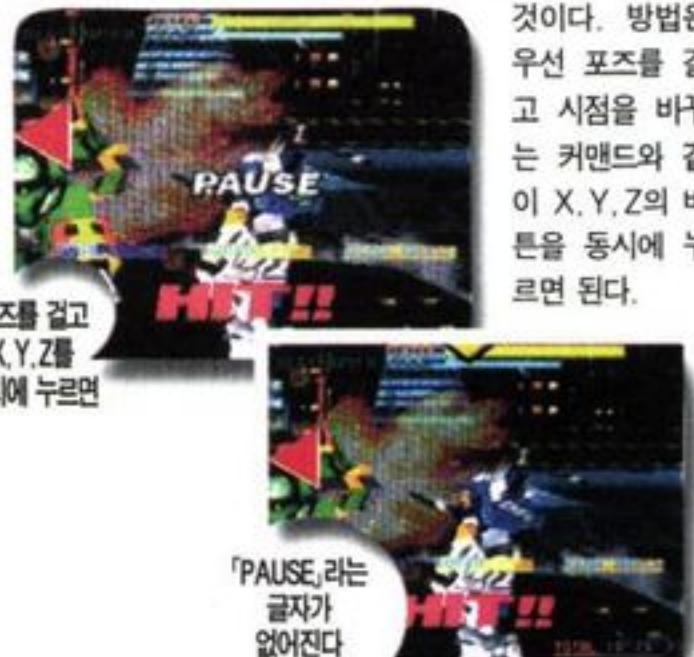 것이다. 방법은
우선 포즈를 걸
고 시점을 바꾸
는 커맨드와 같
이 X, Y, Z의 버
튼을 동시에 누
르면 된다.
PAUSE
HIT!!
즈를 걸고
X, Y, Z를
에 누르면
HIT!!
「PAUSE」라는
글자가
없어진다